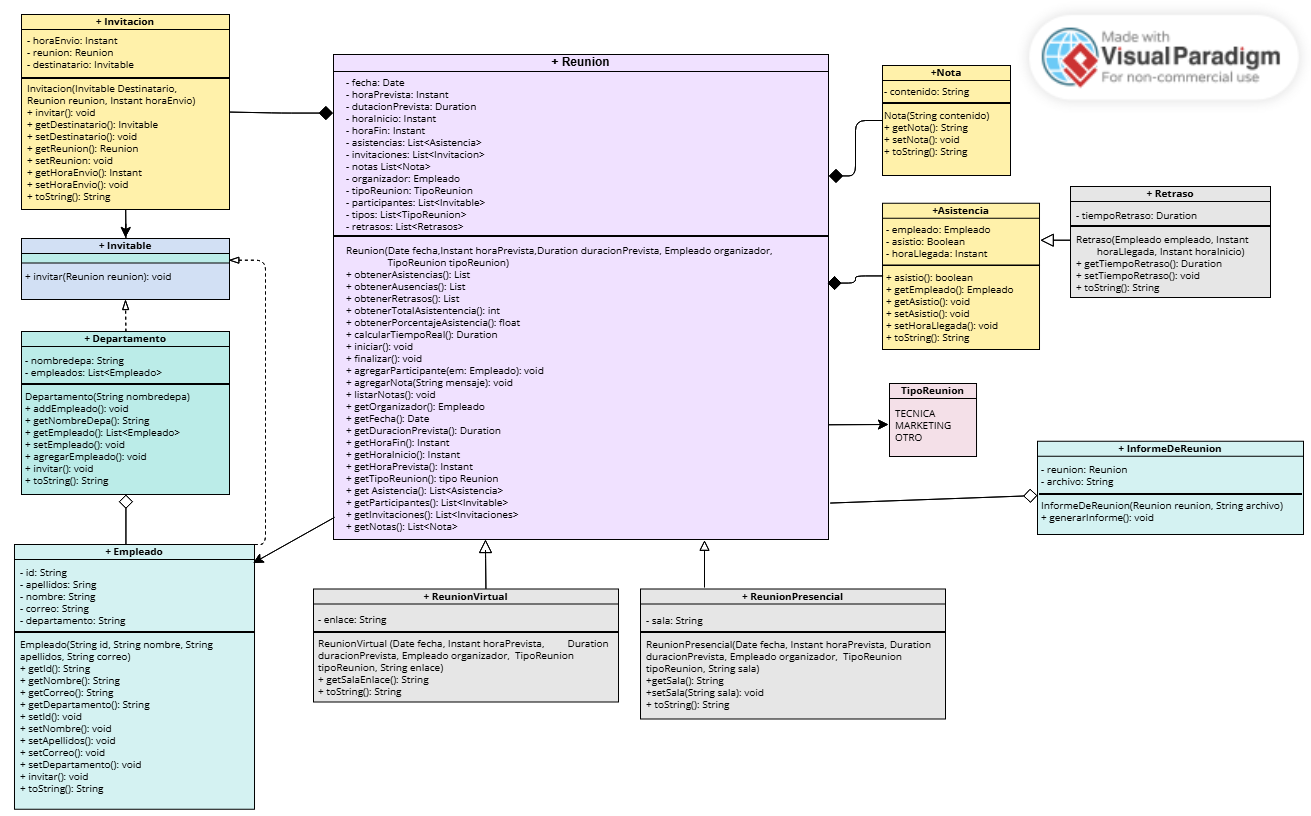 + Invitacion
- horaEnvio: Instant
- reunion: Reunion
- destinatario: Invitable
Invitacion(Invitable Destinatario,
Reunion reunion, Instant horaEnvio)
+ invitar(): void
+ getDestinatario(): Invitable
+ setDestinatario(): void
+ getReunion(): Reunion
+ setReunion: void
+ getHoraEnvio(): Instant
+ setHoraEnvio(): void
+ toString(): String
+ Invitable
+ invitar(Reunion reunion): void
+ Departamento
- nombredepa: String
- empleados: List<Empleado>
Departamento(String nombredepa)
+ addEmpleado(): void
+ getNombreDepa(): String
+ getEmpleado(): List<Empleado>
+ setEmpleado(): void
+ agregarEmpleado(): void
+ invitar(): void
+ toString(): String
+ Empleado
- id: String
- apellidos: Sring
- nombre: String
- correo: String
- departamento: String
Empleado(String id, String nombre, String
apellidos, String correo)
+ getId(): String
+ getNombre(): String
+ getCorreo(): String
+ getDepartamento(): String
+ setId(): void
+ setNombre(): void
+ setApellidos(): void
+ setCorreo(): void
+ setDepartamento(): void
+ invitar(): void
+ toString(): String
+ Reunion
- fecha: Date
- horaPrevista: Instant
- dutacionPrevista: Duration
- horaInicio: Instant
- horaFin: Instant
- asistencias: List<Asistencia>
- invitaciones: List<Invitacion>
- notas List<Nota>
- organizador: Empleado
- tipoReunion: TipoReunion
- participantes: List<Invitable>
- tipos: List<TipoReunion>
- retrasos: List<Retrasos>
Reunion(Date fecha,Instant horaPrevista,Duration duracionPrevista, Empleado organizador,
TipoReunion tipoReunion)
+ obtenerAsistencias(): List
+ obtenerAusencias(): List
+ obtenerRetrasos(): List
+ obtenerTotalAsistentencia(): int
+ obtenerPorcentajeAsistencia(): float
+ calcularTiempoReal(): Duration
+ iniciar(): void
+ finalizar(): void
+ agregarParticipante(em: Empleado): void
+ agregarNota(String mensaje): void
+ listarNotas(): void
+ getOrganizador(): Empleado
+ getFecha(): Date
+ getDuracionPrevista(): Duration
+ getHoraFin(): Instant
+ getHoraInicio(): Instant
+ getHoraPrevista(): Instant
+ getTipoReunion(): tipo Reunion
+ get Asistencia(): List<Asistencia>
+ getParticipantes(): List<Invitable>
+ getInvitaciones(): List<Invitaciones>
+ getNotas(): List<Nota>
+ ReunionVirtual
- enlace: String
ReunionVirtual (Date fecha, Instant horaPrevista, Duration
duracionPrevista, Empleado organizador, TipoReunion
tipoReunion, String enlace)
+ getSalaEnlace(): String
+ toString(): String
+ ReunionPresencial
- sala: String
ReunionPresencial(Date fecha, Instant horaPrevista, Duration
duracionPrevista, Empleado organizador, TipoReunion
tipoReunion, String sala)
+getSala(): String
+setSala(String sala): void
+ toString(): String
+Nota
- contenido: String
Nota(String contenido)
+ getNota(): String
+ setNota(): void
+ toString(): String
+Asistencia
- empleado: Empleado
- asistio: Boolean
- horaLlegada: Instant
+ asistio(): boolean
+ getEmpleado(): Empleado
+ getAsistio(): void
+ setAsistio(): void
+ setHoraLlegada(): void
+ toString(): String
+ Retraso
- tiempoRetraso: Duration
Retraso(Empleado empleado, Instant
horaLlegada, Instant horaInicio)
+ getTiempoRetraso(): Duration
+ setTiempoRetraso(): void
+ toString(): String
TipoReunion
TECNICA
MARKETING
OTRO
+ InformeDeReunion
- reunion: Reunion
- archivo: String
InformeDeReunion(Reunion reunion, String archivo)
+ generarInforme(): void
Made with
Visual Paradigm
For non-commercial use